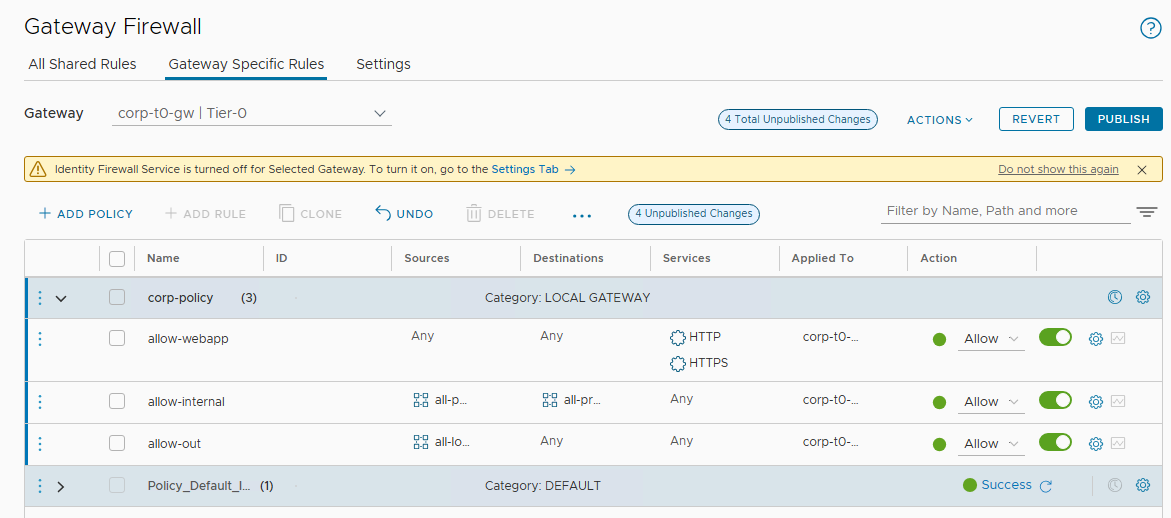 Gateway Firewall
All Shared Rules Gateway Specific Rules Settings
Gateway corp-t0-gw | Tier-0 4 Total Unpublished Changes ACTIONS REVERT PUBLISH
Identity Firewall Service is turned off for Selected Gateway. To turn it on, go to the Settings Tab → Do not show this again
+ ADD POLICY + ADD RULE CLONE UNDO DELETE ... 4 Unpublished Changes Filter by Name, Path and more
Name ID Sources Destinations Services Applied To Action
corp-policy (3) Category: LOCAL GATEWAY
allow-webapp Any Any HTTP corp-t0-... Allow
HTTPS
allow-internal all-p... all-pr... Any corp-t0-... Allow
allow-out all-lo... Any Any corp-t0-... Allow
Policy_Default_I... (1) Category: DEFAULT Success